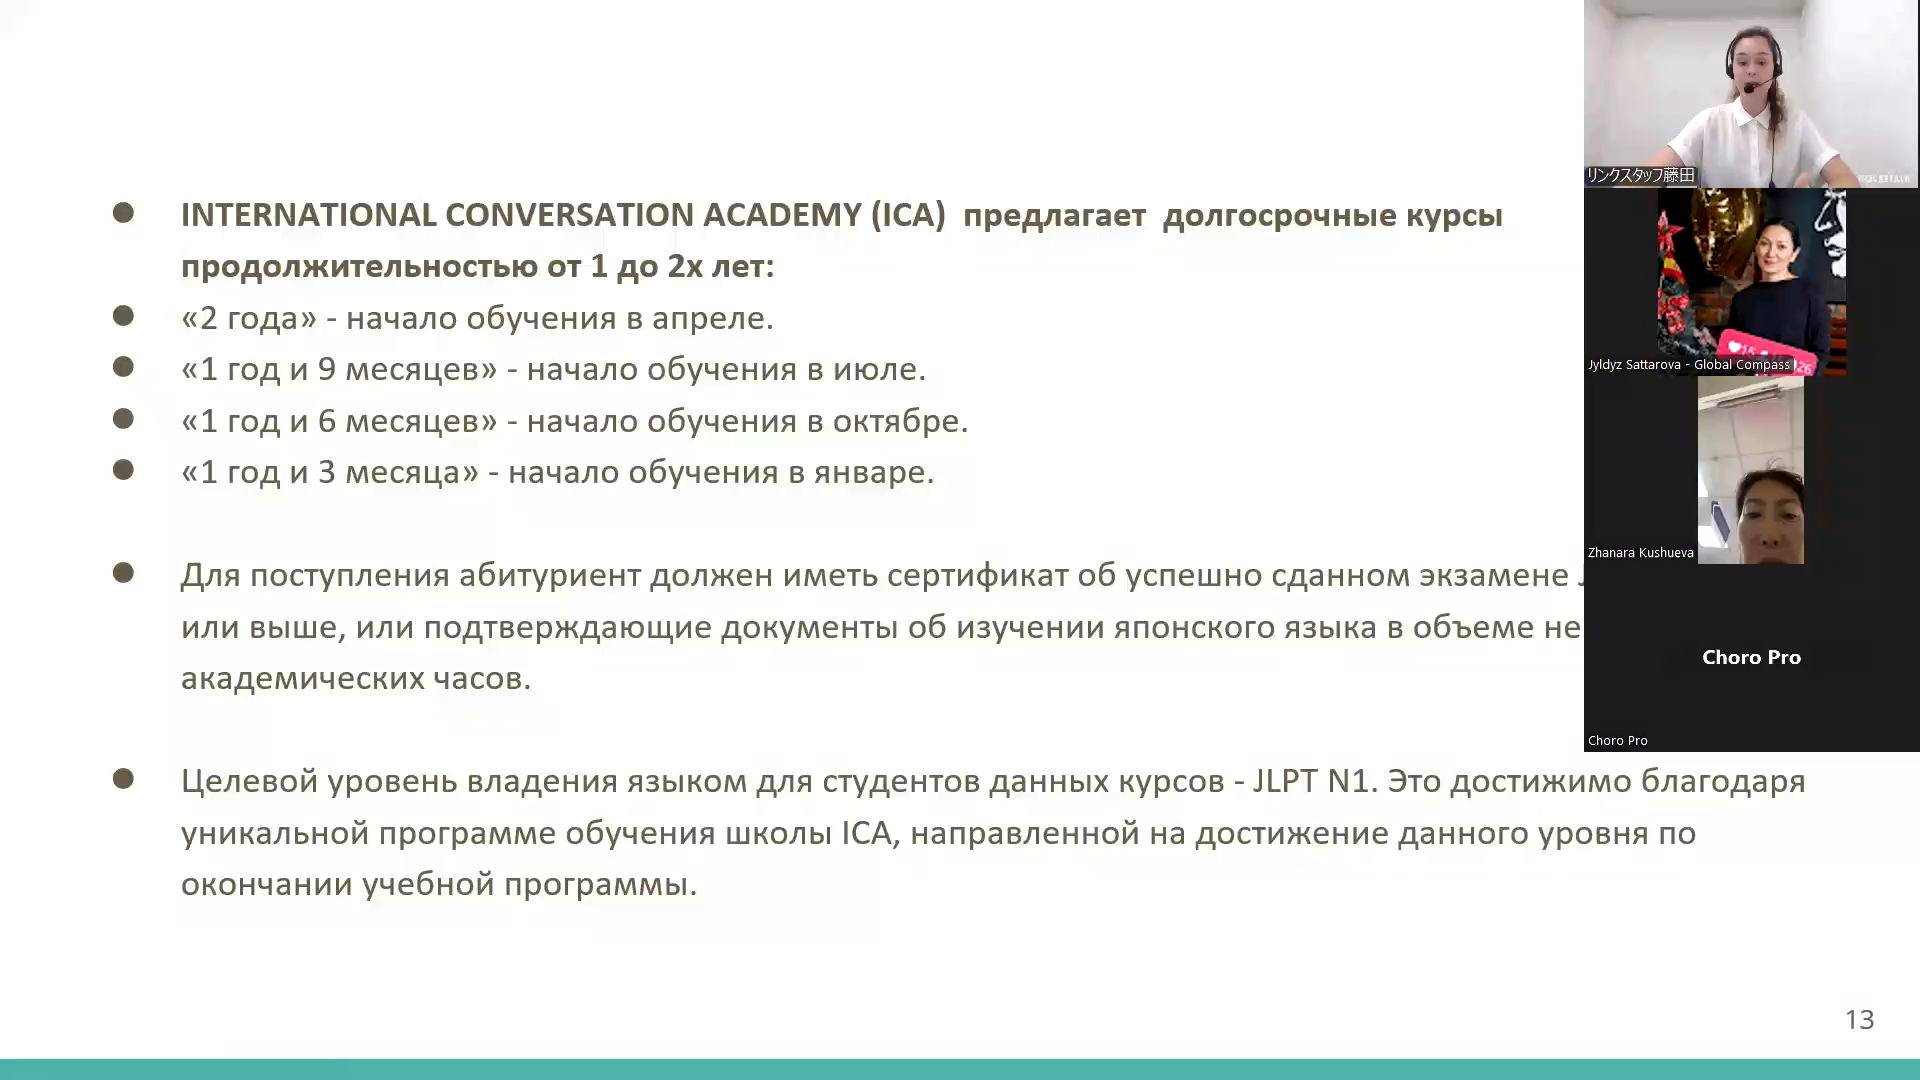 INTERNATIONAL CONVERSATION ACADEMY (ICA) предлагает долгосрочные курсы
продолжительностью от 1 до 2х лет:
«2 года» - начало обучения в апреле.
«1 год и 9 месяцев» - начало обучения в июле.
«1 год и 6 месяцев» - начало обучения в октябре.
«1 год и 3 месяца» - начало обучения в январе.
Для поступления абитуриент должен иметь сертификат об успешно сданном экзамене
или выше, или подтверждающие документы об изучении японского языка в объеме не
академических часов.
Целевой уровень владения языком для студентов данных курсов - JLPT N1. Это достижимо благодаря
уникальной программе обучения школы ICA, направленной на достижение данного уровня по
окончании учебной программы.
13
リンクスタッフ藤田
Jyldyz Sattarova - Global Compass
Zhanara Kushueva
Choro Pro
Choro Pro